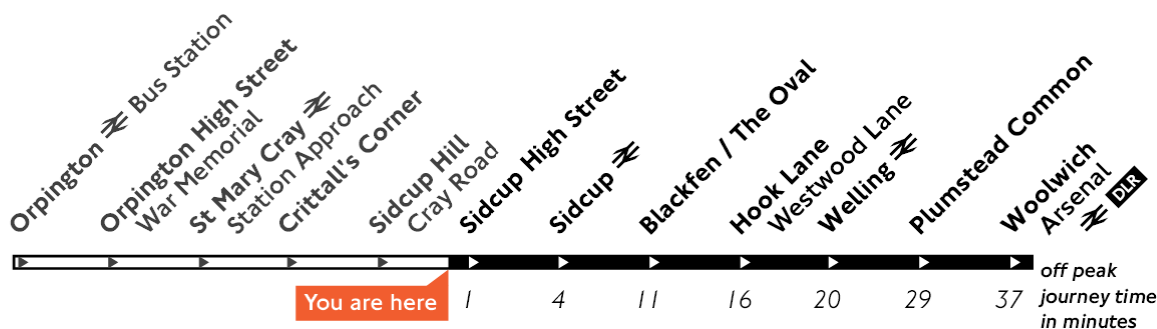 Orpington Bus Station
Orpington High Street
War Memorial
St Mary Cray
Station Approach
Crittall's Corner
Sidcup Hill
Cray Road
Sidcup High Street
Sidcup
Blackfen / The Oval
Hook Lane
Westwood Lane
Welling
Plumstead Common
Woolwich
Arsenal
DLR
You are here
1
4
11
16
20
29
37
off peak
journey time
in minutes